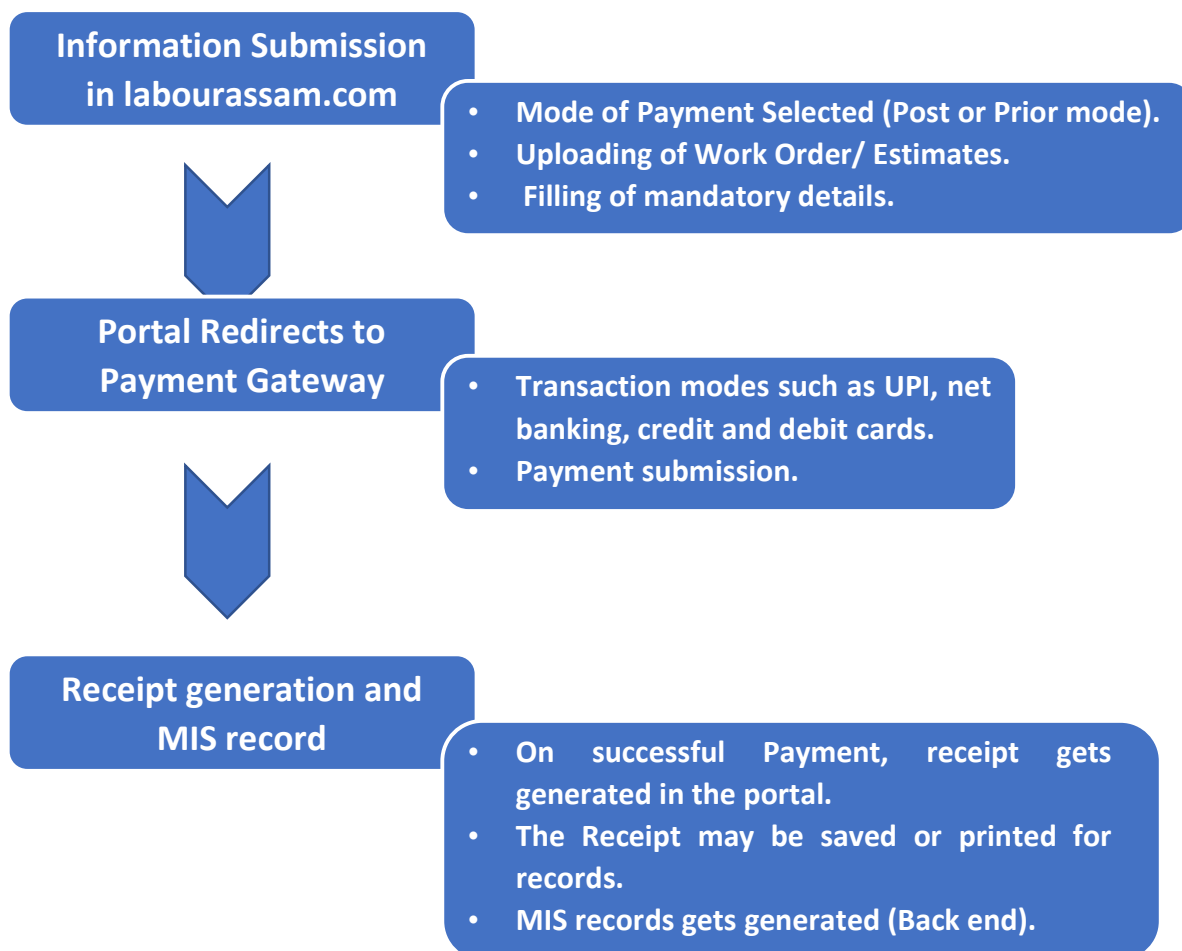 Information Submission
in labourassam.com
• Mode of Payment Selected (Post or Prior mode).
• Uploading of Work Order/ Estimates.
• Filling of mandatory details.
Portal Redirects to
Payment Gateway
• Transaction modes such as UPI, net
banking, credit and debit cards.
• Payment submission.
Receipt generation and
MIS record
• On successful Payment, receipt gets
generated in the portal.
• The Receipt may be saved or printed for
records.
• MIS records gets generated (Back end).